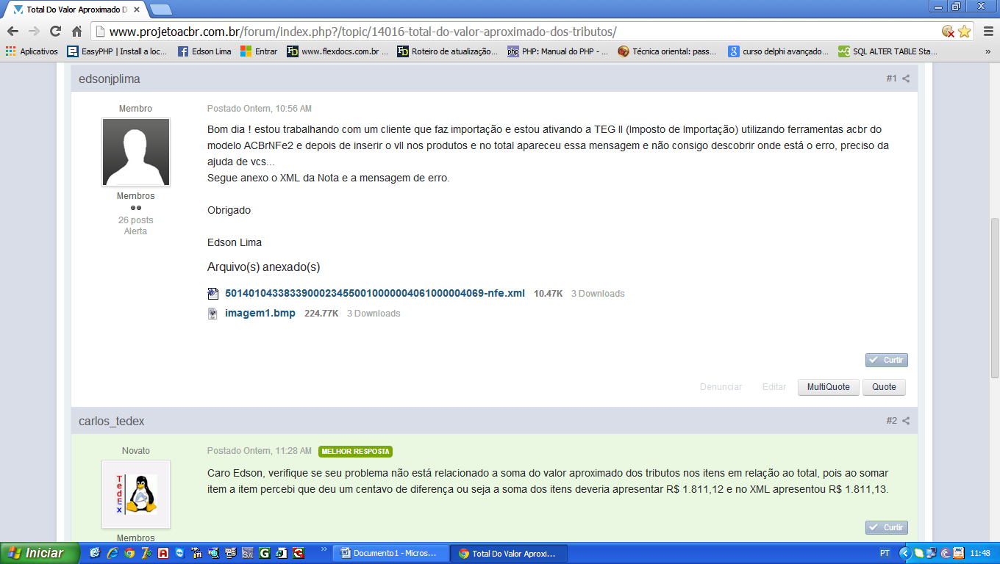 Total Do Valor Aproximado D
www.projetoacbr.com.br/forum/index.php?/topic/14016-total-do-valor-aproximado-dos-tributos/
Aplicativos
EasyPHP | Install a loc...
Edson Lima
Entrar
www.flexdocs.com.br ...
Roteiro de atualização...
PHP: Manual do PHP - ...
Técnica oriental: pass...
curso delphi avançado...
SQL ALTER TABLE Sta...
»
edsonjplima
#1
Membro
Postado Ontem, 10:56 AM
Bom dia ! estou trabalhando com um cliente que faz importação e estou ativando a TEG II (Imposto de Importação) utilizando ferramentas acbr do
modelo ACBrNFe2 e depois de inserir o vII nos produtos e no total apareceu essa mensagem e não consigo descobrir onde está o erro, preciso da
ajuda de vcs...
Segue anexo o XML da Nota e a mensagem de erro.
Membros
26 posts
Alerta
Obrigado
Edson Lima
Arquivo(s) anexado(s)
50140104338339000234550010000004061000004069-nfe.xml 10.47K 3 Downloads
imagem1.bmp 224.77K 3 Downloads
Curtir
Denunciar
Editar
MultiQuote
Quote
carlos_tedex
#2
Novato
Postado Ontem, 11:28 AM MELHOR RESPOSTA
Caro Edson, verifique se seu problema não está relacionado a soma do valor aproximado dos tributos nos itens em relação ao total, pois ao somar
item a item percebi que deu um centavo de diferença ou seja a soma dos itens deveria apresentar R$ 1.811,12 e no XML apresentou R$ 1.811,13.
TedEx
Curtir
Membros
Iniciar
»
Documento1 - Micros...
Total Do Valor Aproxi...
PT
11:48